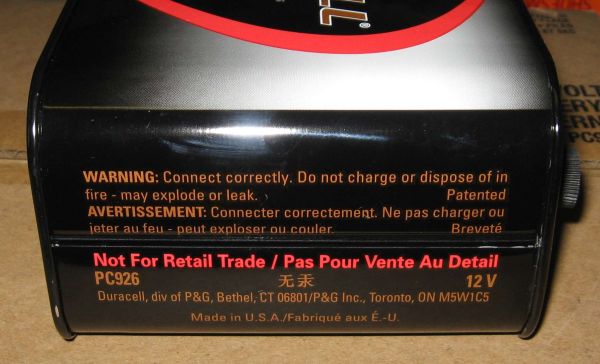 LL®
WARNING: Connect correctly. Do not charge or dispose of in
fire - may explode or leak. Patented
AVERTISSEMENT: Connecter correctement. Ne pas charger ou
jeter au feu - peut exploser ou couler. Breveté
Not For Retail Trade / Pas Pour Vente Au Detail
PC926 无汞 12 V
Duracell, div of P&G, Bethel, CT 06801/P&G Inc., Toronto, ON M5W1C5
Made in U.S.A./Fabriqué aux É.-U.